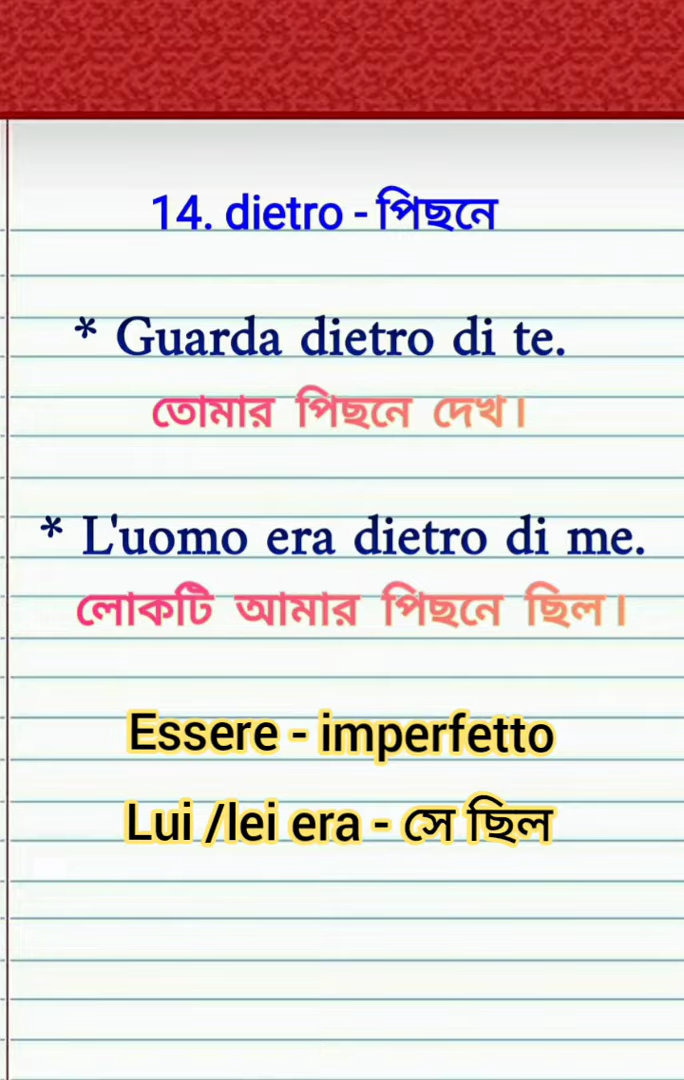 14. dietro - পিছনে
* Guarda dietro di te.
তোমার পিছনে দেখ।
* L'uomo era dietro di me.
লোকটি আমার পিছনে ছিল।
Essere - imperfetto
Lui /lei era - সে ছিল